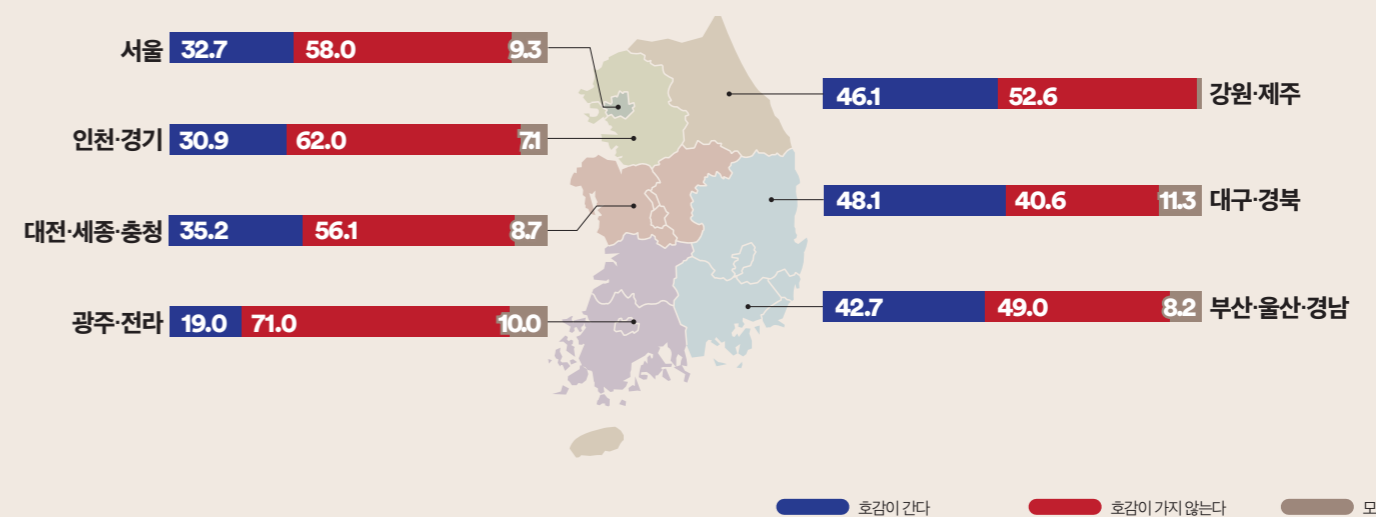 서울 32.7 58.0 9.3
인천·경기 30.9 62.0 7.1
대전·세종·충청 35.2 56.1 8.7
광주·전라 19.0 71.0 10.0
46.1 52.6 강원·제주
48.1 40.6 11.3 대구·경북
42.7 49.0 8.2 부산·울산·경남
호감이 간다 호감이 가지 않는다 모